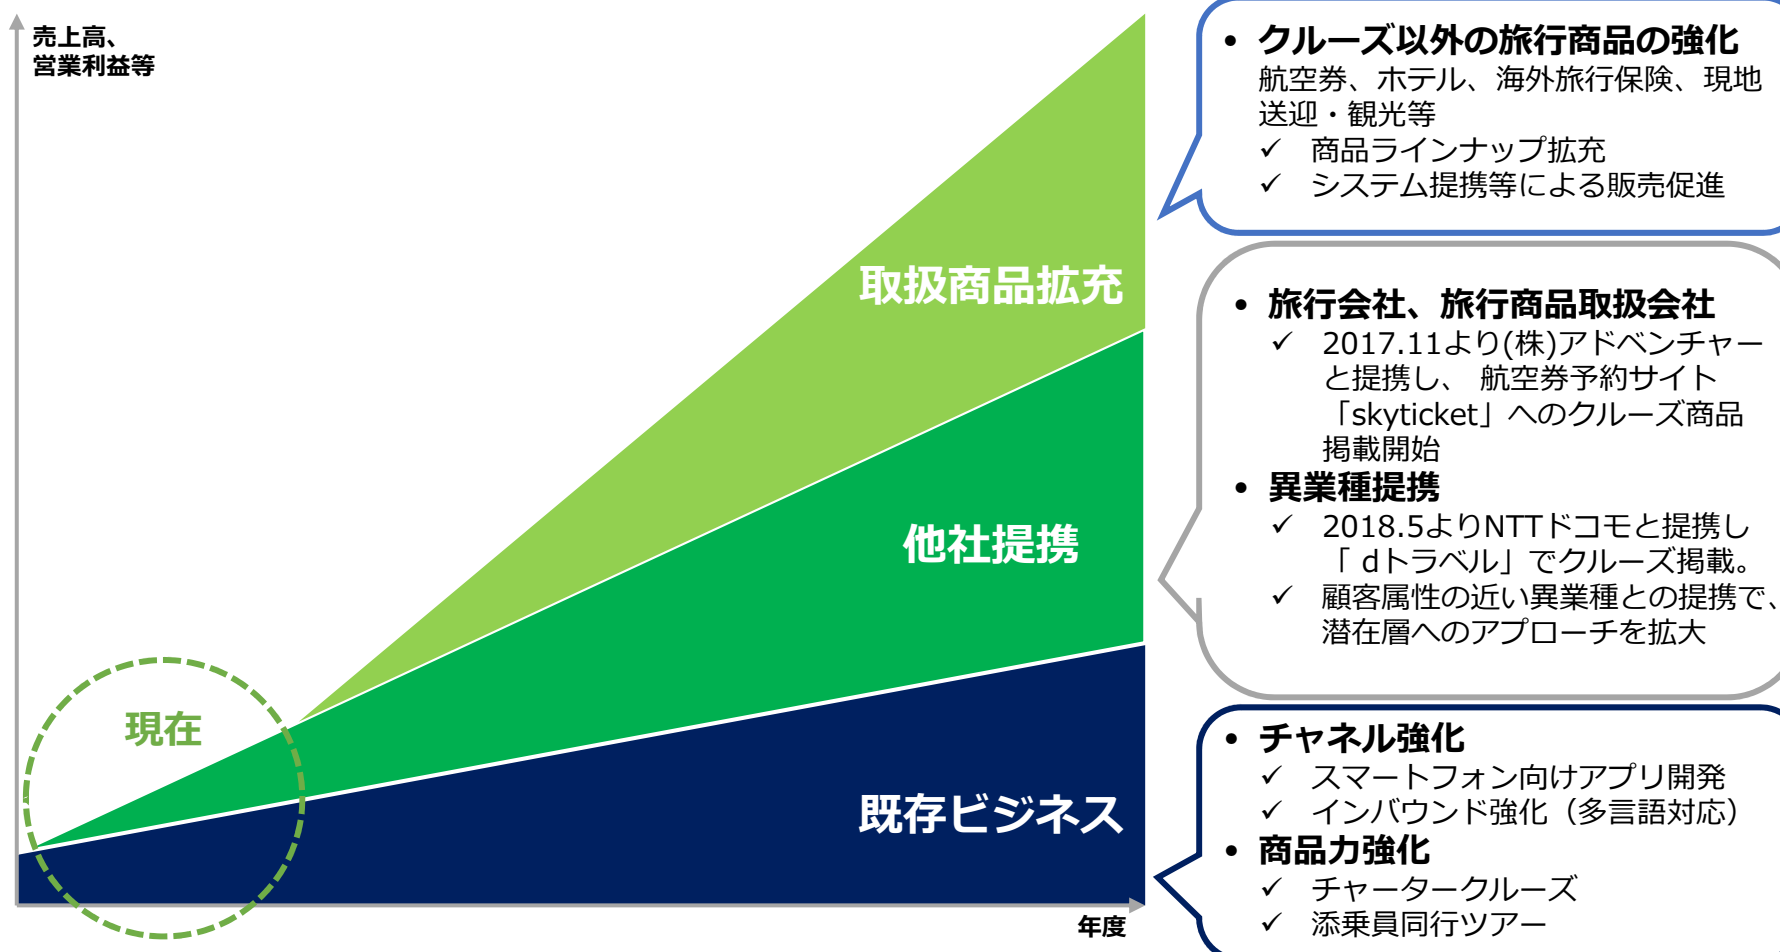 売上高、
営業利益等
取扱商品拡充
他社提携
現在
既存ビジネス
年度
• クルーズ以外の旅行商品の強化
航空券、ホテル、海外旅行保険、現地
送迎・観光等
✓ 商品ラインナップ拡充
✓ システム提携等による販売促進
• 旅行会社、旅行商品取扱会社
✓ 2017.11より(株)アドベンチャー
と提携し、 航空券予約サイト
「skyticket」へのクルーズ商品
掲載開始
• 異業種提携
✓ 2018.5よりNTTドコモと提携し
「 dトラベル」でクルーズ掲載。
✓ 顧客属性の近い異業種との提携で、
潜在層へのアプローチを拡大
• チャネル強化
✓ スマートフォン向けアプリ開発
✓ インバウンド強化（多言語対応）
• 商品力強化
✓ チャータークルーズ
✓ 添乗員同行ツアー